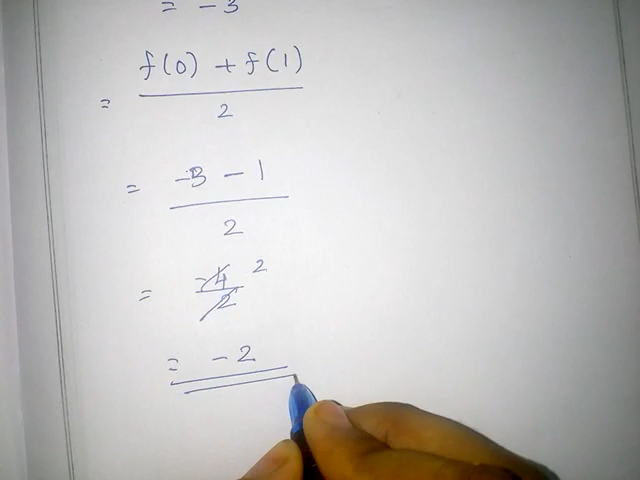 = -3
= f(0) + f(1) / 2
= -3 - 1 / 2
= -4 / 2 2
= -2